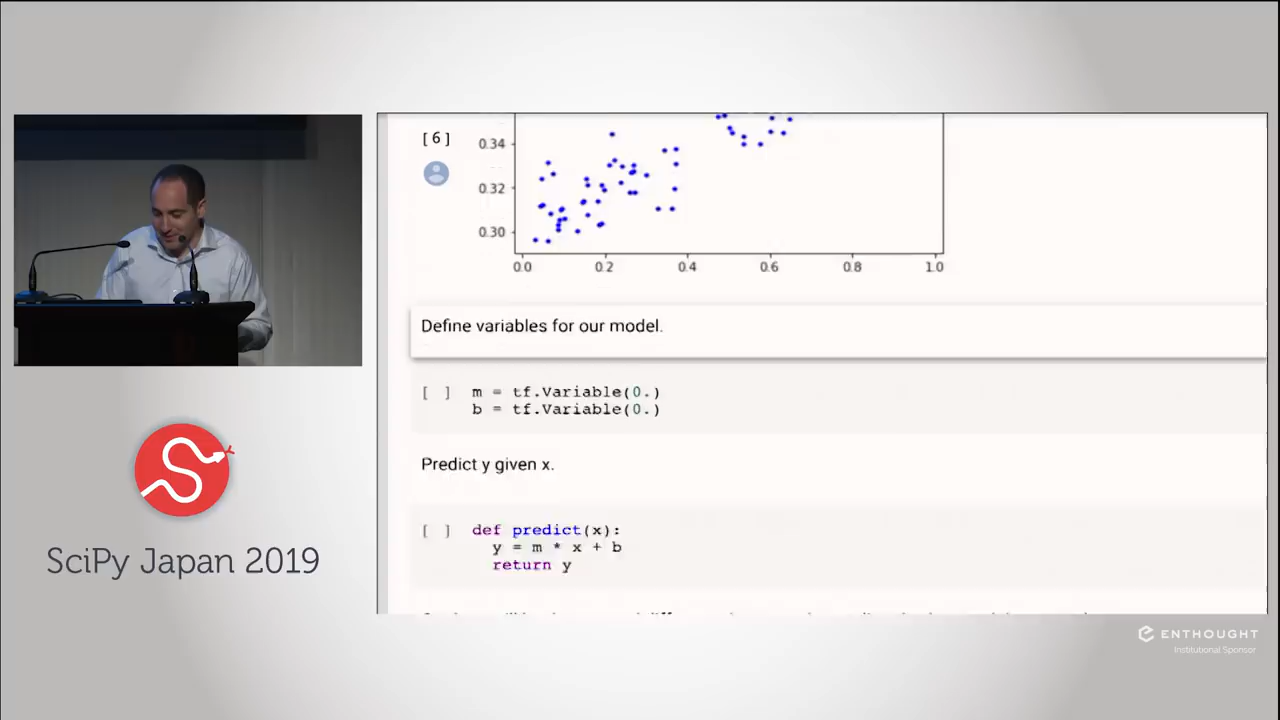 [6]
0.34
0.32
0.30
0.0 0.2 0.4 0.6 0.8 1.0
Define variables for our model.
[ ] m = tf.Variable(0.)
b = tf.Variable(0.)
Predict y given x.
[ ] def predict(x):
y = m * x + b
return y
SciPy Japan 2019
ENTHOUGHT
Institutional Sponsor